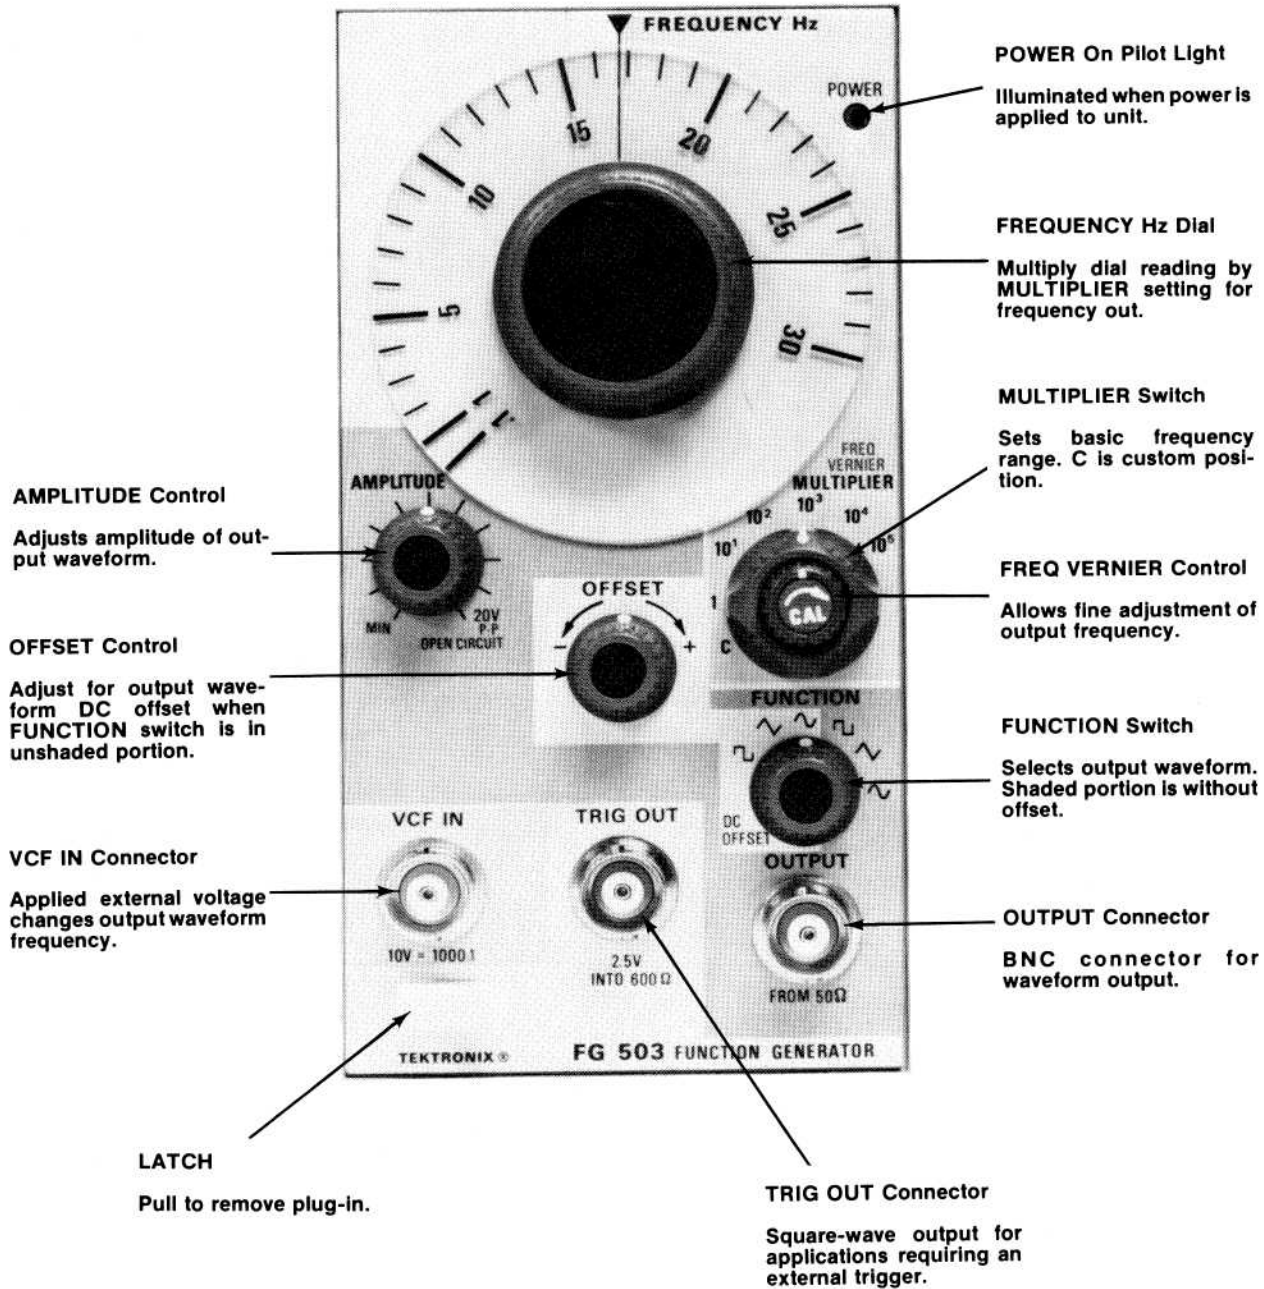 FREQUENCY Hz
POWER
15
20
10
25
5
30
1
.1
FREQ
VERNIER
MULTIPLIER
10³
10²
10⁴
10¹
10⁵
1
C
CAL
AMPLITUDE
MIN
20V
P-P
OPEN CIRCUIT
OFFSET
− +
FUNCTION
DC
OFFSET
VCF IN
TRIG OUT
OUTPUT
10V = 1000:1
2.5V
INTO 600Ω
FROM 50Ω
TEKTRONIX ®
FG 503 FUNCTION GENERATOR
AMPLITUDE Control
Adjusts amplitude of out-
put waveform.
OFFSET Control
Adjust for output wave-
form DC offset when
FUNCTION switch is in
unshaded portion.
VCF IN Connector
Applied external voltage
changes output waveform
frequency.
LATCH
Pull to remove plug-in.
POWER On Pilot Light
Illuminated when power is
applied to unit.
FREQUENCY Hz Dial
Multiply dial reading by
MULTIPLIER setting for
frequency out.
MULTIPLIER Switch
Sets basic frequency
range. C is custom posi-
tion.
FREQ VERNIER Control
Allows fine adjustment of
output frequency.
FUNCTION Switch
Selects output waveform.
Shaded portion is without
offset.
OUTPUT Connector
BNC connector for
waveform output.
TRIG OUT Connector
Square-wave output for
applications requiring an
external trigger.